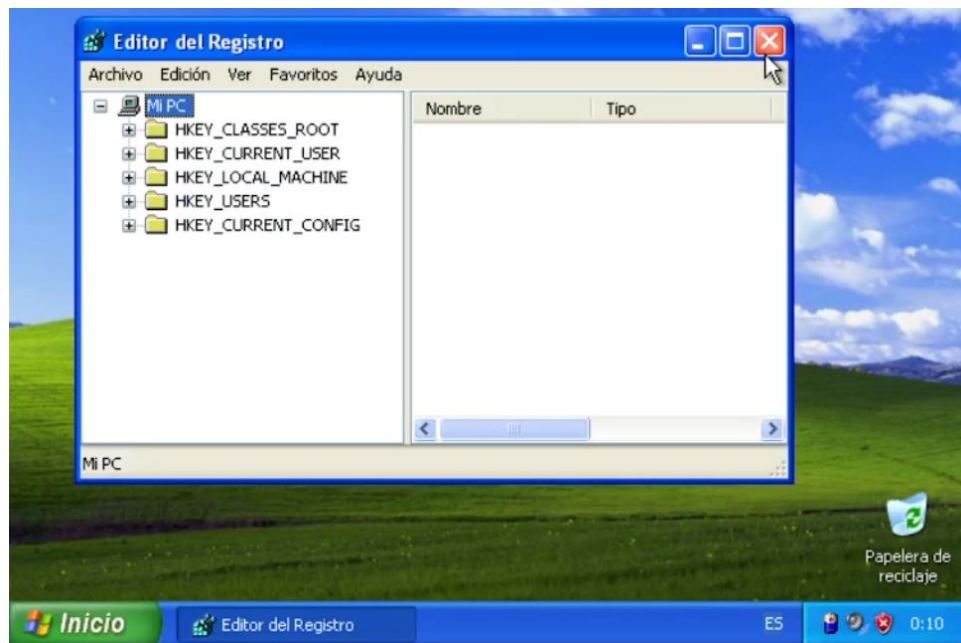 Editor del Registro
Archivo Edición Ver Favoritos Ayuda
Mi PC
HKEY_CLASSES_ROOT
HKEY_CURRENT_USER
HKEY_LOCAL_MACHINE
HKEY_USERS
HKEY_CURRENT_CONFIG
Nombre Tipo
Mi PC
Papelera de
reciclaje
Inicio Editor del Registro ES 0:10